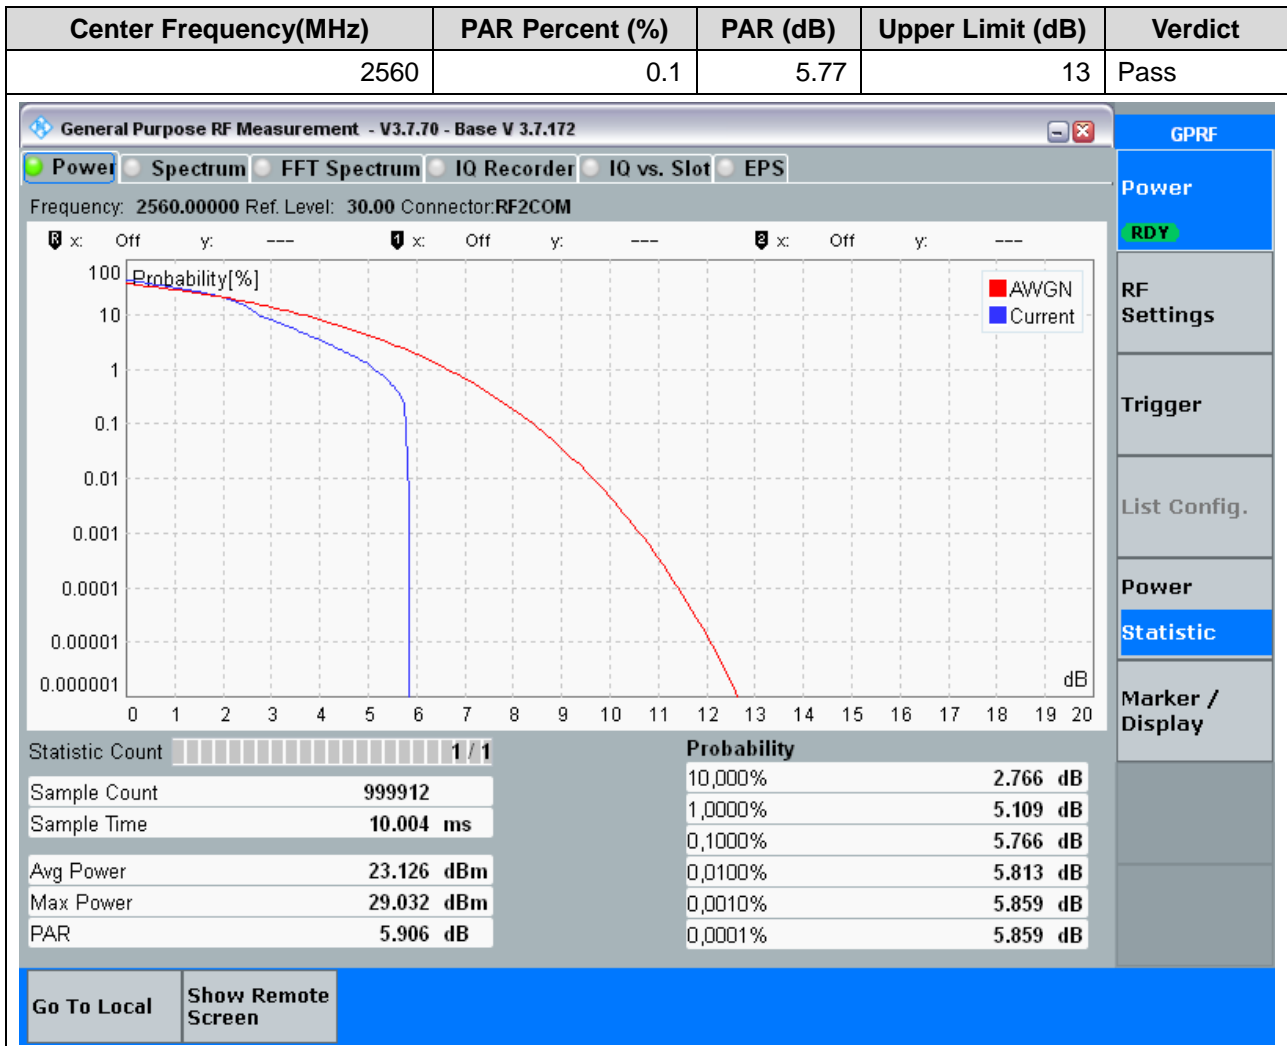 Center Frequency(MHz) PAR Percent (%) PAR (dB) Upper Limit (dB) Verdict
2560 0.1 5.77 13 Pass
General Purpose RF Measurement - V3.7.70 - Base V 3.7.172
GPRF
Power Spectrum FFT Spectrum IQ Recorder IQ vs. Slot EPS
Power
RDY
Frequency: 2560.00000 Ref. Level: 30.00 Connector:RF2COM
R x: Off y: --- 1 x: Off y: --- 2 x: Off y: ---
Probability[%]
100
10
1
0.1
0.01
0.001
0.0001
0.00001
0.000001
AWGN
Current
dB
0 1 2 3 4 5 6 7 8 9 10 11 12 13 14 15 16 17 18 19 20
RF
Settings
Trigger
List Config.
Power
Statistic
Marker /
Display
Statistic Count 1 / 1
Sample Count 999912
Sample Time 10.004 ms
Avg Power 23.126 dBm
Max Power 29.032 dBm
PAR 5.906 dB
Probability
10,000% 2.766 dB
1,0000% 5.109 dB
0,1000% 5.766 dB
0,0100% 5.813 dB
0,0010% 5.859 dB
0,0001% 5.859 dB
Go To Local
Show Remote
Screen